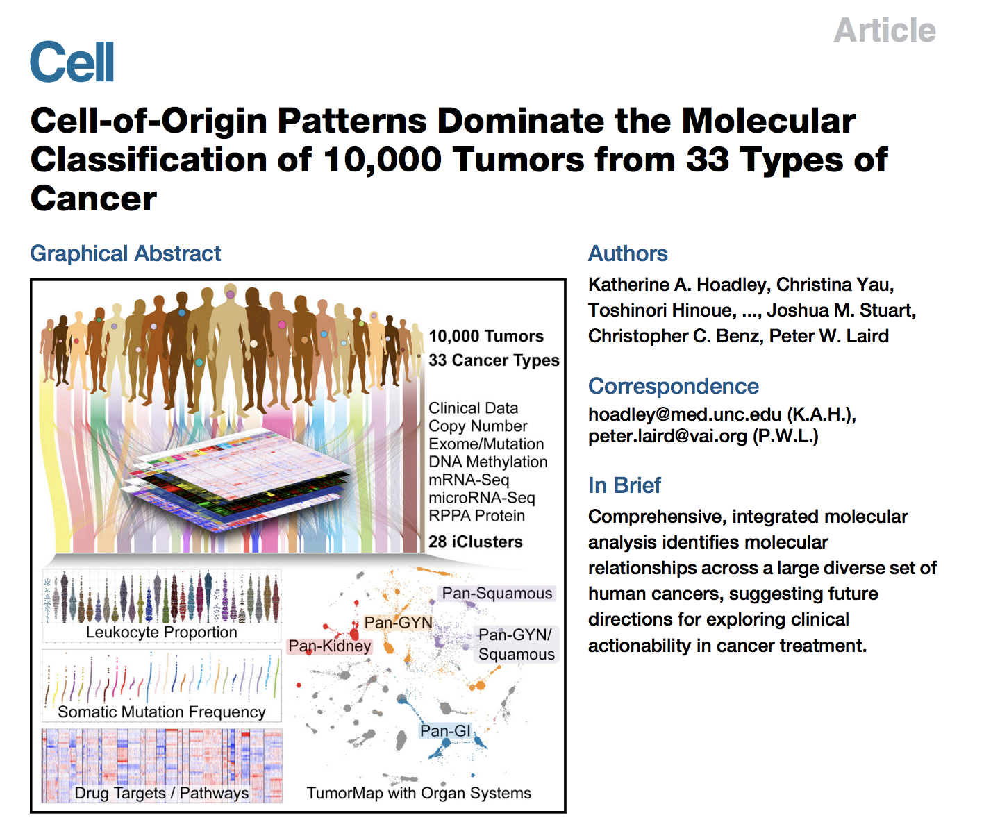 Article
Cell
Cell-of-Origin Patterns Dominate the Molecular
Classification of 10,000 Tumors from 33 Types of
Cancer
Graphical Abstract
10,000 Tumors
33 Cancer Types
Clinical Data
Copy Number
Exome/Mutation
DNA Methylation
mRNA-Seq
microRNA-Seq
RPPA Protein
28 iClusters
Leukocyte Proportion
Somatic Mutation Frequency
Drug Targets / Pathways
Pan-Squamous
Pan-GYN
Pan-GYN/
Squamous
Pan-Kidney
Pan-GI
TumorMap with Organ Systems
Authors
Katherine A. Hoadley, Christina Yau,
Toshinori Hinoue, ..., Joshua M. Stuart,
Christopher C. Benz, Peter W. Laird
Correspondence
hoadley@med.unc.edu (K.A.H.),
peter.laird@vai.org (P.W.L.)
In Brief
Comprehensive, integrated molecular
analysis identifies molecular
relationships across a large diverse set of
human cancers, suggesting future
directions for exploring clinical
actionability in cancer treatment.